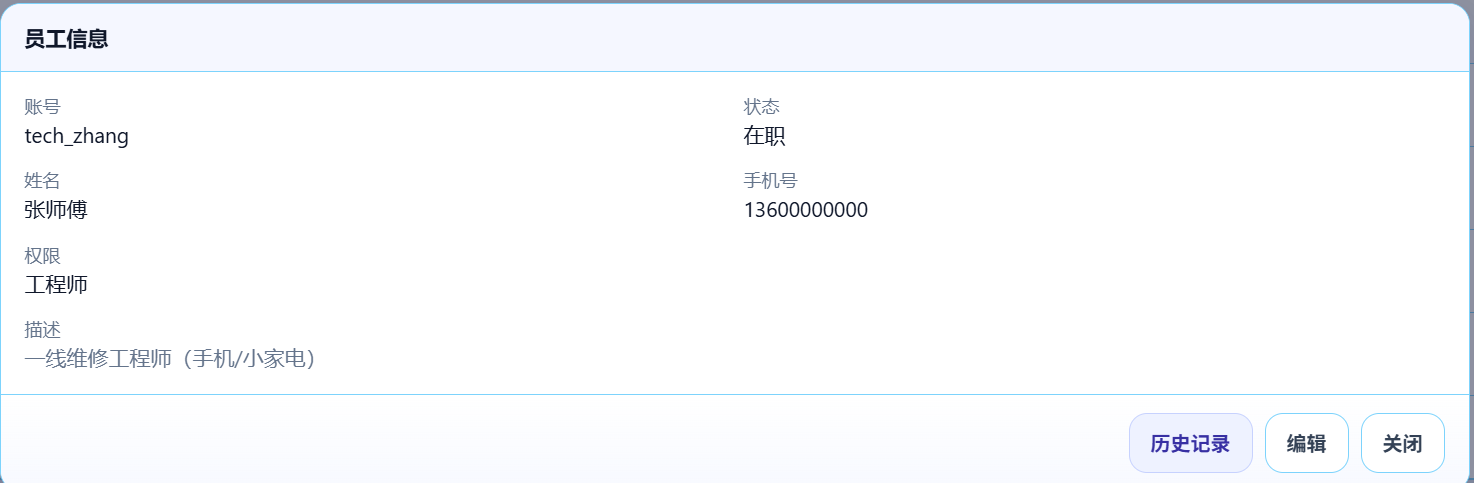 员工信息
账号
tech_zhang
状态
在职
姓名
张师傅
手机号
13600000000
权限
工程师
描述
一线维修工程师（手机/小家电）
历史记录
编辑
关闭